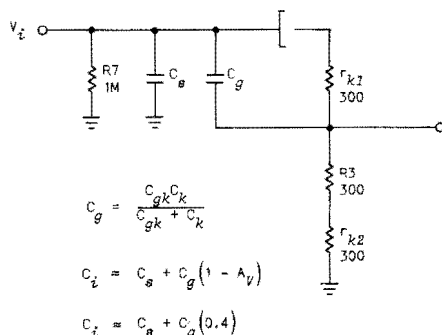 V_i
R7
1M
C_s
C_g
r_k1
300
R3
300
r_k2
300
C_g = C_gk C_k / C_gk + C_k
C_i ≈ C_s + C_g(1 - A_V)
C_i ≈ C_s + C_g(0.4)